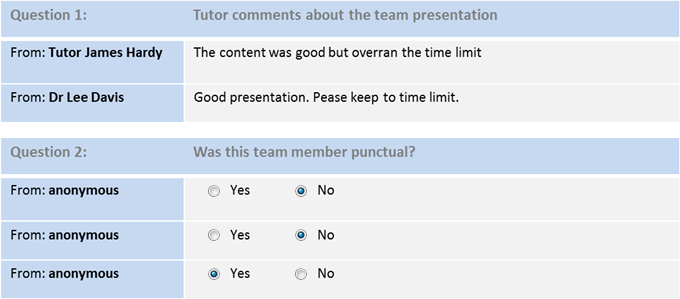 Question 1: Tutor comments about the team presentation
From: Tutor James Hardy The content was good but overran the time limit
From: Dr Lee Davis Good presentation. Pease keep to time limit.
Question 2: Was this team member punctual?
From: anonymous Yes No
From: anonymous Yes No
From: anonymous Yes No